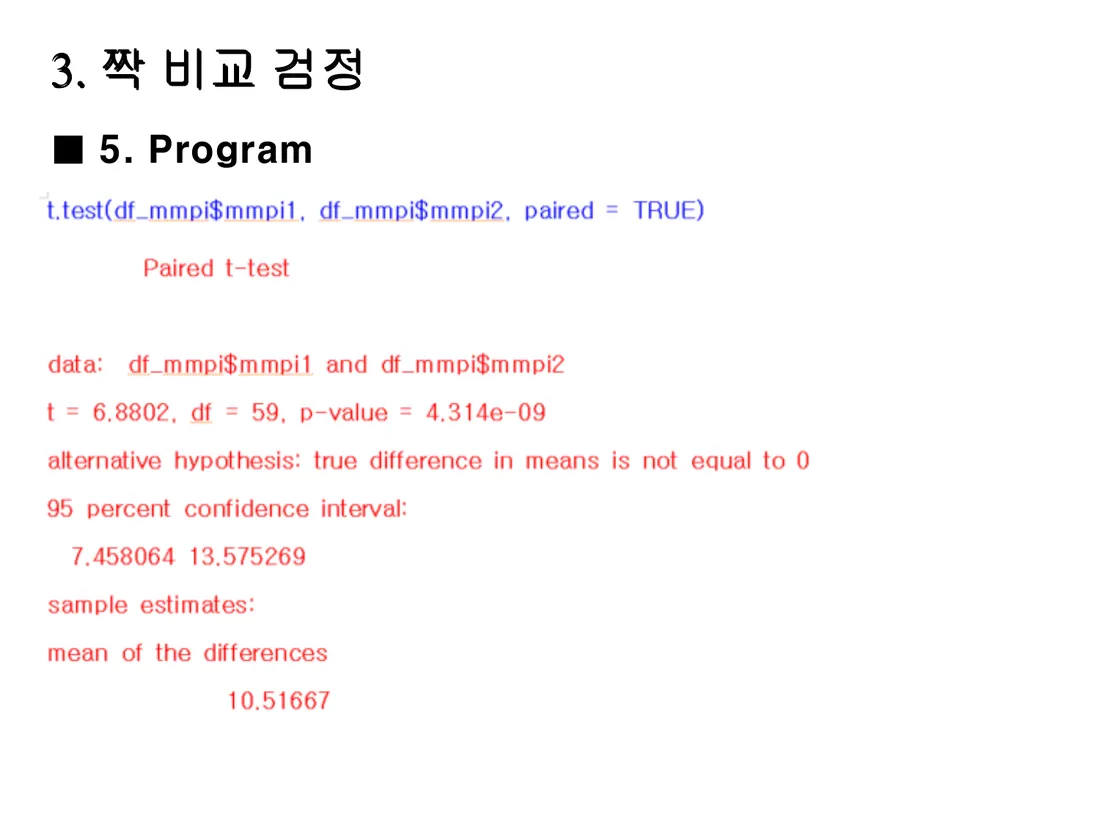 3. 짝 비교 검정
■ 5. Program
t.test(df_mmpi$mmpi1, df_mmpi$mmpi2, paired = TRUE)
Paired t-test
data: df_mmpi$mmpi1 and df_mmpi$mmpi2
t = 6.8802, df = 59, p-value = 4.314e-09
alternative hypothesis: true difference in means is not equal to 0
95 percent confidence interval:
7.458064 13.575269
sample estimates:
mean of the differences
10.51667